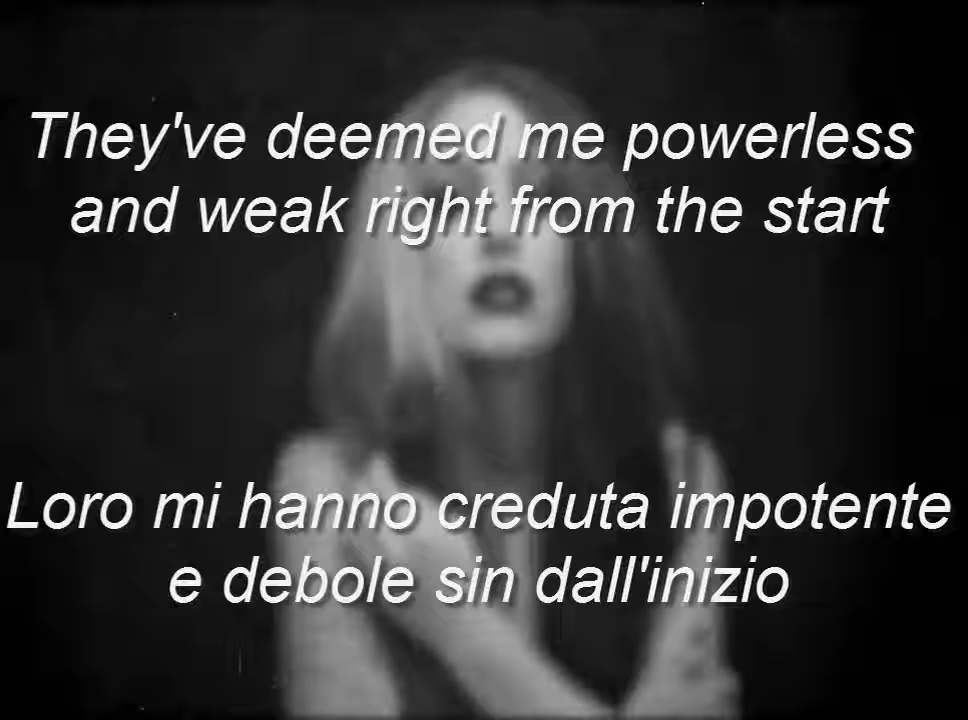 They've deemed me powerless
and weak right from the start
Loro mi hanno creduta impotente
e debole sin dall'inizio